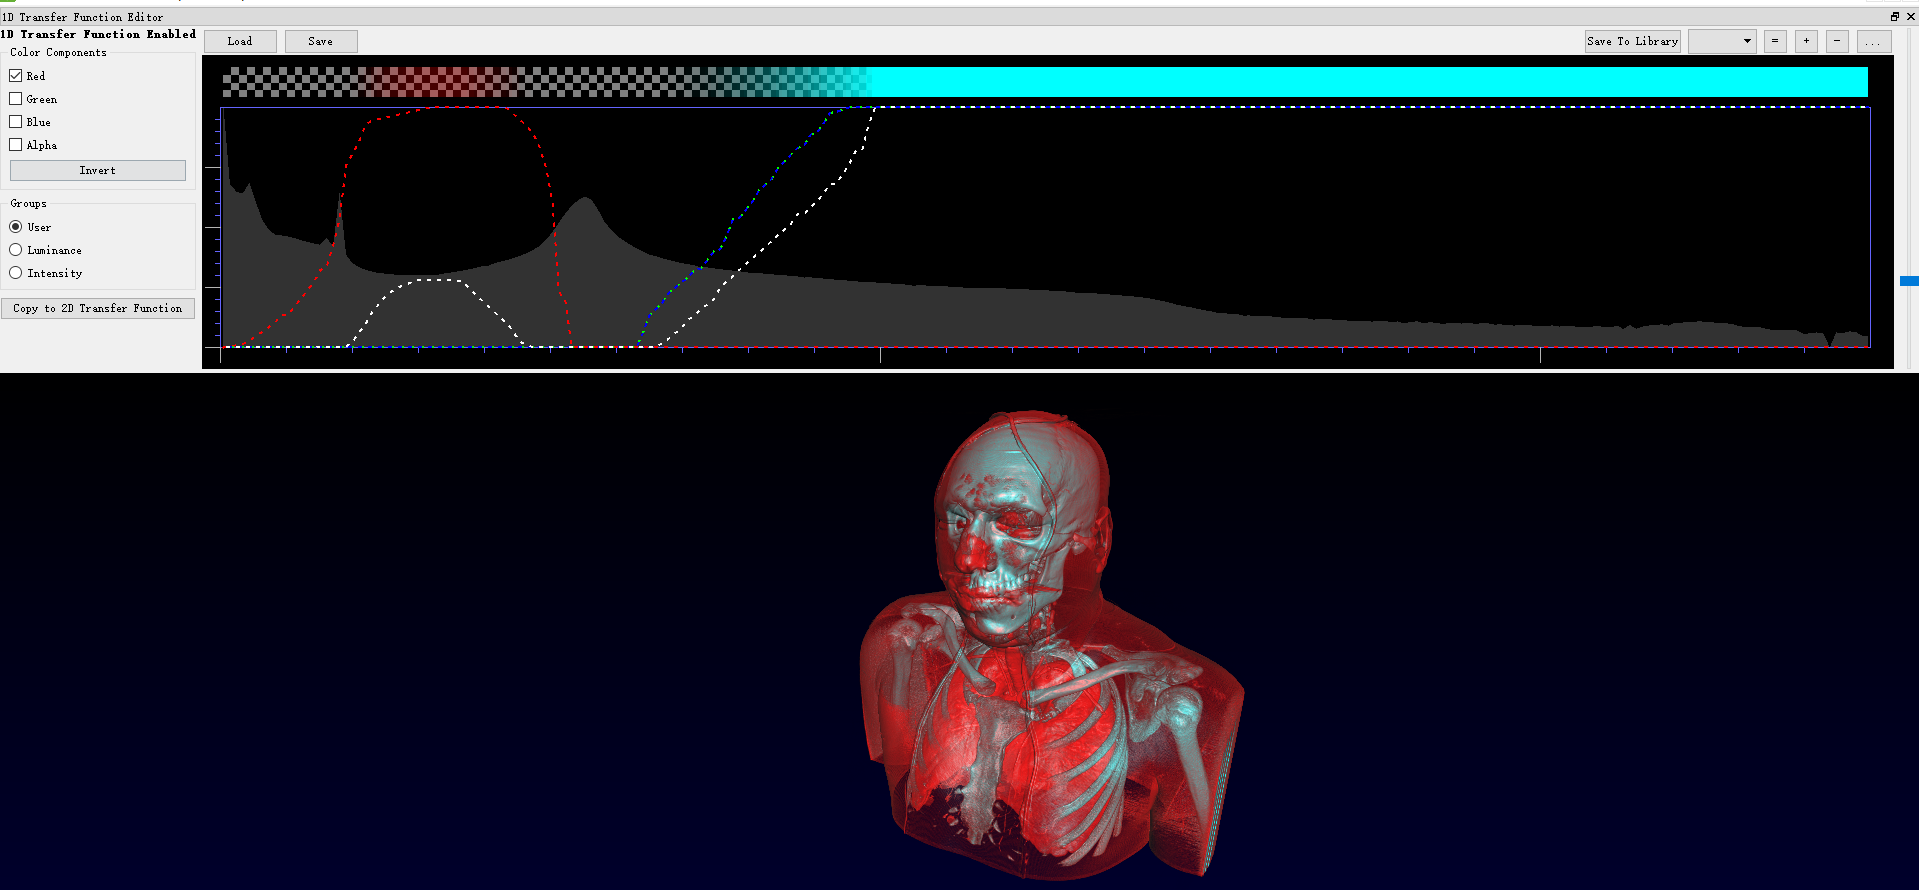 1D Transfer Function Editor
1D Transfer Function Enabled
Load
Save
Save To Library
=
+
-
...
Color Components
Red
Green
Blue
Alpha
Invert
Groups
User
Luminance
Intensity
Copy to 2D Transfer Function